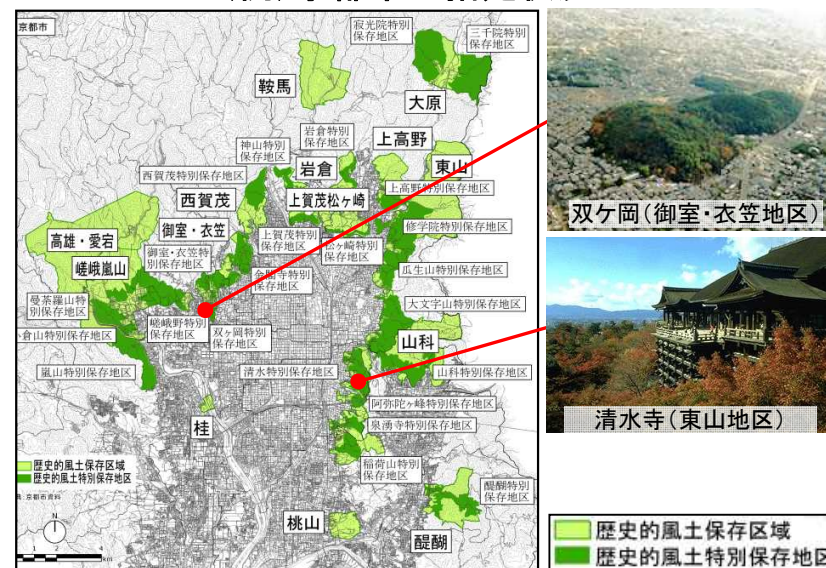 京都市
寂光院特別
保存地区
三千院特別
保存地区
鞍馬
大原
岩倉特別
保存地区
神山特別
保存地区
上高野
岩倉
東山
西賀茂特別保存地区
上高野特別保存地区
西賀茂
上賀茂松ヶ崎
修学院特別保存地区
御室・衣笠
上賀茂特別
保存地区
松ヶ崎特別
保存地区
高雄・愛宕
御室・衣笠特
別保存地区
瓜生山特別保存地区
嵯峨嵐山
金閣寺特別
保存地区
曼荼羅山特
別保存地区
大文字山特別保存地区
嵯峨野特別
保存地区
双ヶ岡特別
保存地区
倉山特別保存地区
山科
嵐山特別保存地区
清水特別保存地区
山科特別保存地区
阿弥陀ヶ峰特別保存地区
桂
泉湧寺特別保存地区
稲荷山特別
保存地区
歴史的風土保存区域
歴史的風土特別保存地区
醍醐特別
保存地区
京都市資料
N
桃山
醍醐
km
双ケ岡(御室・衣笠地区)
清水寺(東山地区)
歴史的風土保存区域
歴史的風土特別保存地区